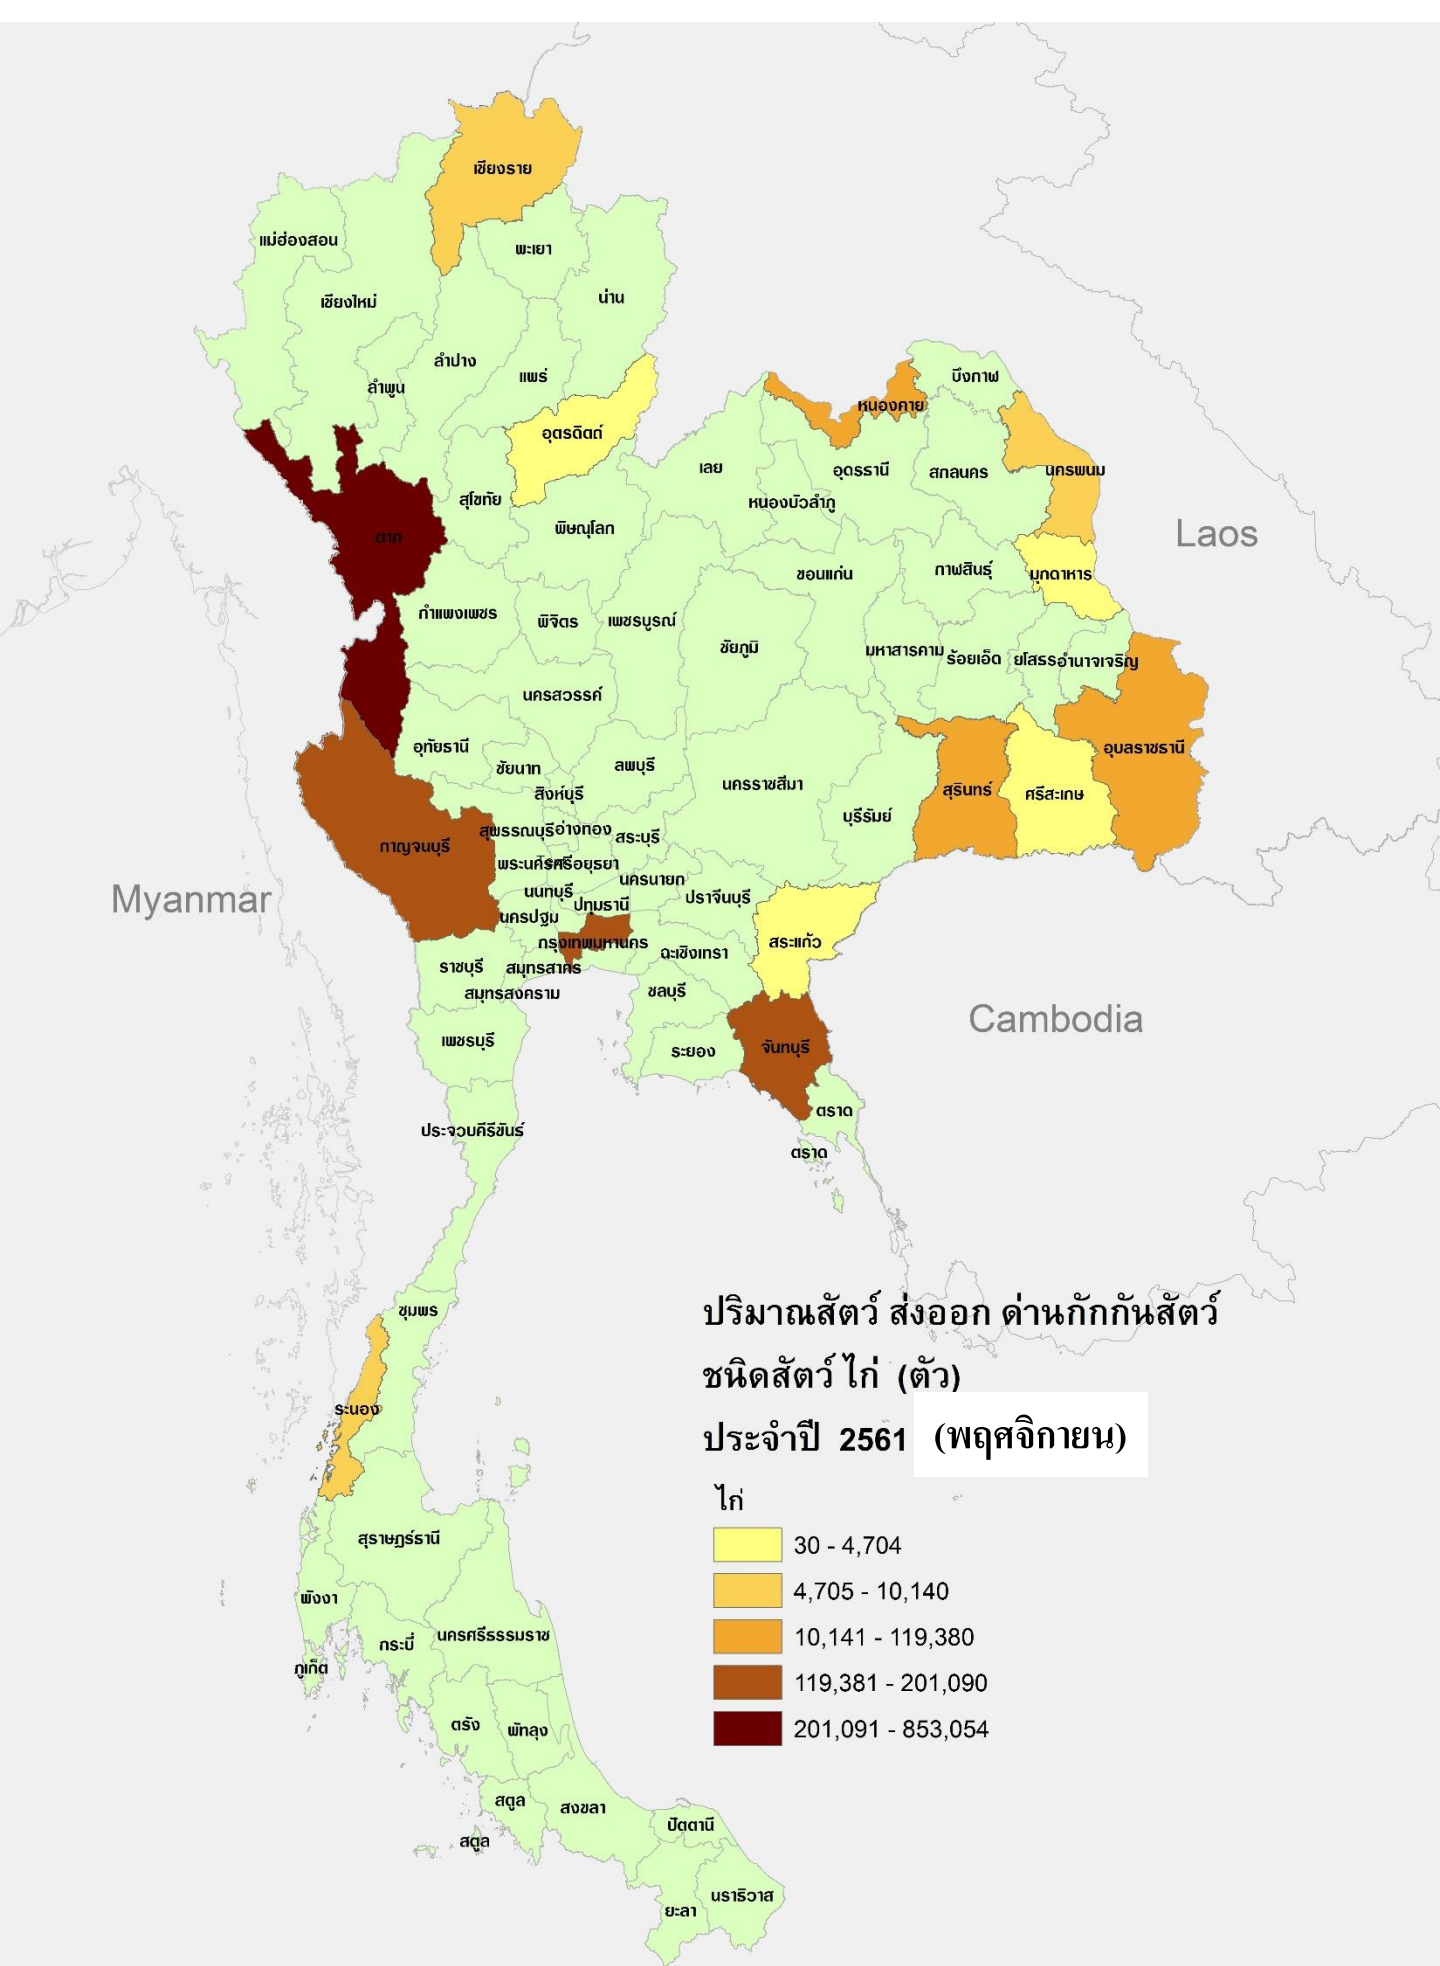 เชียงราย
แม่ฮ่องสอน
พะเยา
เชียงใหม่
น่าน
ลำปาง
แพร่
ลำพูน
บึงกาฬ
หนองคาย
อุตรดิตถ์
เลย
อุดรธานี
สกลนคร
นครพนม
สุโขทัย
หนองบัวลำภู
พิษณุโลก
ตาก
Laos
ขอนแก่น
กาฬสินธุ์
มุกดาหาร
กำแพงเพชร
พิจิตร
เพชรบูรณ์
ชัยภูมิ
มหาสารคาม
ร้อยเอ็ด
ยโสธร
อำนาจเจริญ
นครสวรรค์
อุทัยธานี
ชัยนาท
ลพบุรี
นครราชสีมา
อุบลราชธานี
สิงห์บุรี
สุรินทร์
ศรีสะเกษ
บุรีรัมย์
กาญจนบุรี
สุพรรณบุรี
อ่างทอง
สระบุรี
พระนครศรีอยุธยา
นครนายก
Myanmar
นนทบุรี
ปทุมธานี
ปราจีนบุรี
นครปฐม
กรุงเทพมหานคร
สระแก้ว
ฉะเชิงเทรา
ราชบุรี
สมุทรสาคร
สมุทรสงคราม
ชลบุรี
Cambodia
เพชรบุรี
ระยอง
จันทบุรี
ตราด
ประจวบคีรีขันธ์
ตราด
ชุมพร
ปริมาณสัตว์ ส่งออก ด่านกักกันสัตว์
ชนิดสัตว์ ไก่ (ตัว)
ประจำปี 2561 (พฤศจิกายน)
ระนอง
ไก่
30 - 4,704
4,705 - 10,140
10,141 - 119,380
119,381 - 201,090
201,091 - 853,054
สุราษฎร์ธานี
พังงา
กระบี่
นครศรีธรรมราช
ภูเก็ต
ตรัง
พัทลุง
สตูล
สงขลา
สตูล
ปัตตานี
นราธิวาส
ยะลา